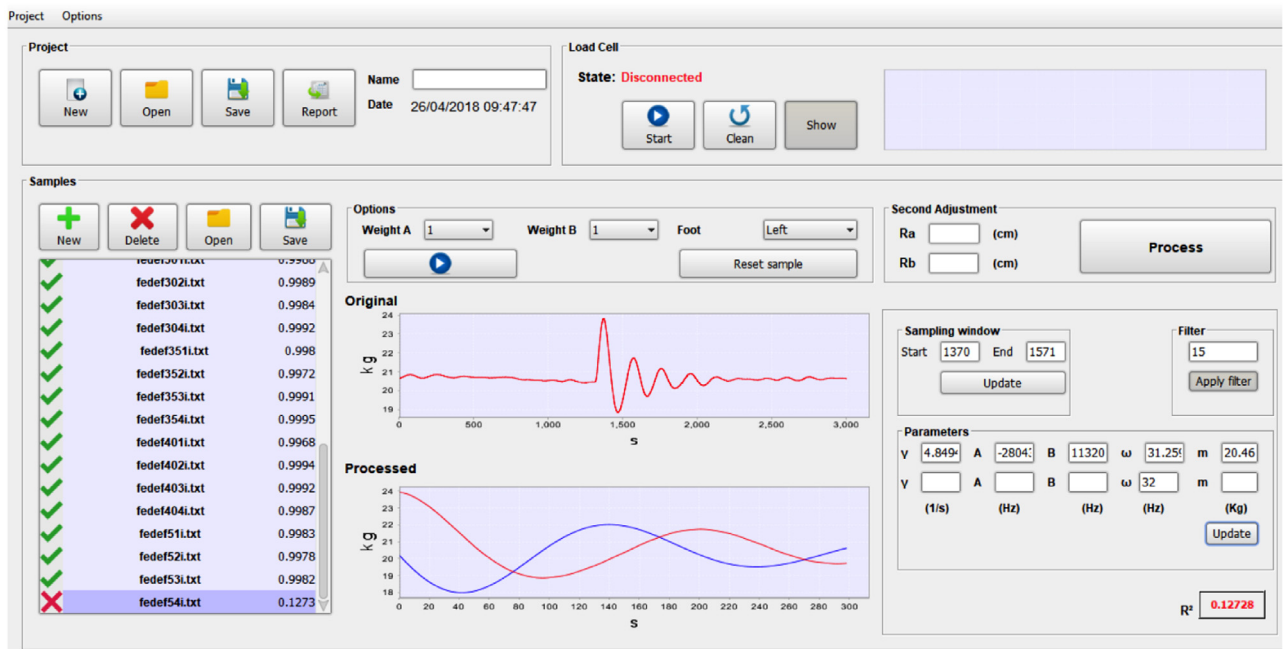 Project Options
Project
New Open Save Report
Name
Date 26/04/2018 09:47:47
Load Cell
State: Disconnected
Start Clean Show
Samples
New Delete Open Save
fedef302i.txt 0.9989
fedef303i.txt 0.9984
fedef304i.txt 0.9992
fedef351i.txt 0.998
fedef352i.txt 0.9972
fedef353i.txt 0.9991
fedef354i.txt 0.9995
fedef401i.txt 0.9968
fedef402i.txt 0.9994
fedef403i.txt 0.9992
fedef404i.txt 0.9987
fedef51i.txt 0.9983
fedef52i.txt 0.9978
fedef53i.txt 0.9982
fedef54i.txt 0.1273
Options
Weight A 1 Weight B 1 Foot Left
Reset sample
Original
24
23
22
21
20
19
kg
0 500 1,000 1,500 2,000 2,500 3,000
s
Processed
24
23
22
21
20
19
18
kg
0 20 40 60 80 100 120 140 160 180 200 220 240 260 280 300
s
Second Adjustment
Ra (cm)
Rb (cm)
Process
Sampling window
Start 1370 End 1571
Update
Filter
15
Apply filter
Parameters
γ 4.849 A -2804 B 11320 ω 31.25 m 20.46
γ A B ω 32 m
(1/s) (Hz) (Hz) (Hz) (Kg)
Update
R² 0.12728